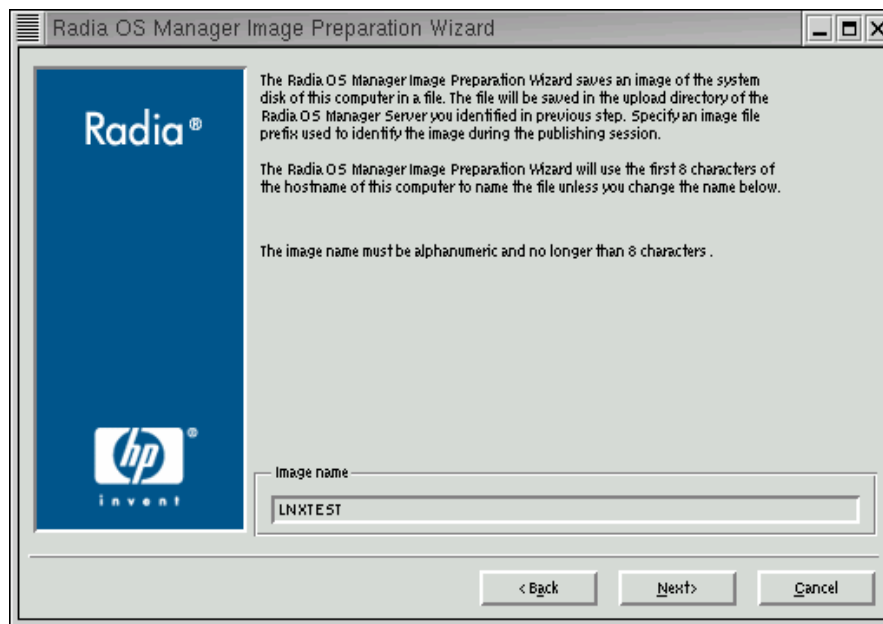 Radia OS Manager Image Preparation Wizard
Radia®
The Radia OS Manager Image Preparation Wizard saves an image of the system
disk of this computer in a file. The file will be saved in the upload directory of the
Radia OS Manager Server you identified in previous step. Specify an image file
prefix used to identify the image during the publishing session.
The Radia OS Manager Image Preparation Wizard will use the first 8 characters of
the hostname of this computer to name the file unless you change the name below.
The image name must be alphanumeric and no longer than 8 characters .
hp®
invent
Image name
LNXTEST
< Back
Next>
Cancel